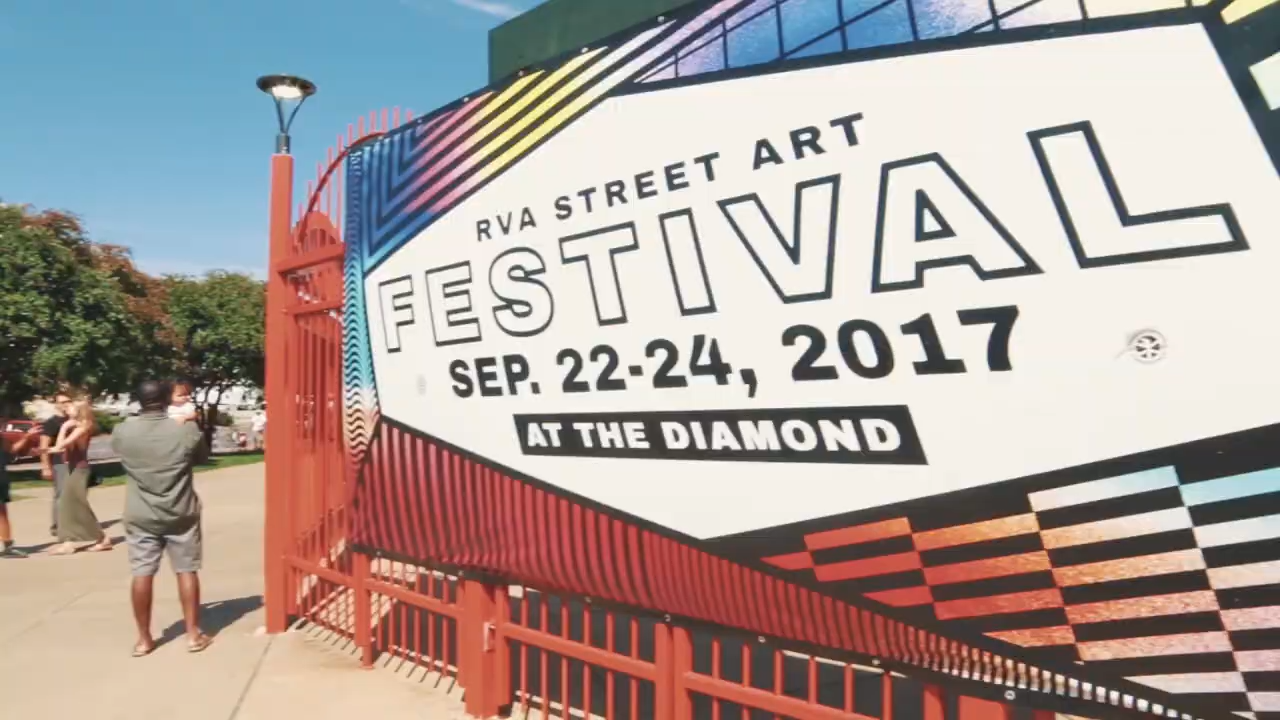 RVA STREET ART
FESTIVAL
SEP. 22-24, 2017
AT THE DIAMOND